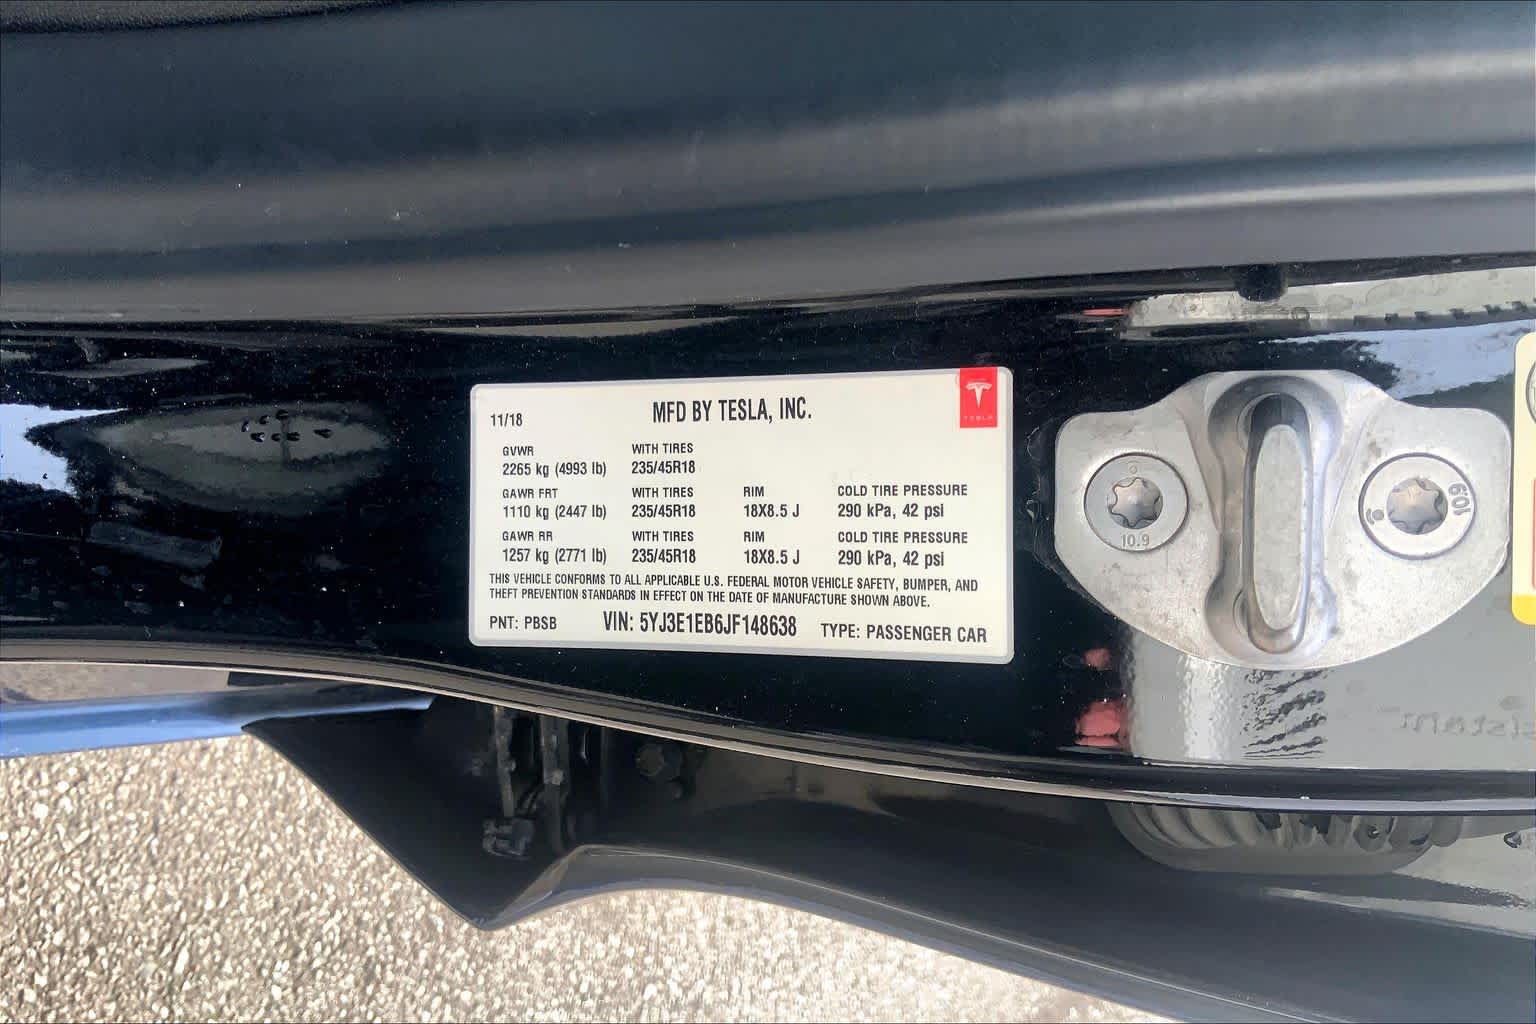 11/18 MFD BY TESLA, INC.
TESLA
GVWR WITH TIRES
2265 kg (4993 lb) 235/45R18
GAWR FRT WITH TIRES RIM COLD TIRE PRESSURE
1110 kg (2447 lb) 235/45R18 18X8.5 J 290 kPa, 42 psi
GAWR RR WITH TIRES RIM COLD TIRE PRESSURE
1257 kg (2771 lb) 235/45R18 18X8.5 J 290 kPa, 42 psi
THIS VEHICLE CONFORMS TO ALL APPLICABLE U.S. FEDERAL MOTOR VEHICLE SAFETY, BUMPER, AND
THEFT PREVENTION STANDARDS IN EFFECT ON THE DATE OF MANUFACTURE SHOWN ABOVE.
PNT: PBSB VIN: 5YJ3E1EB6JF148638 TYPE: PASSENGER CAR
10.9
10.9